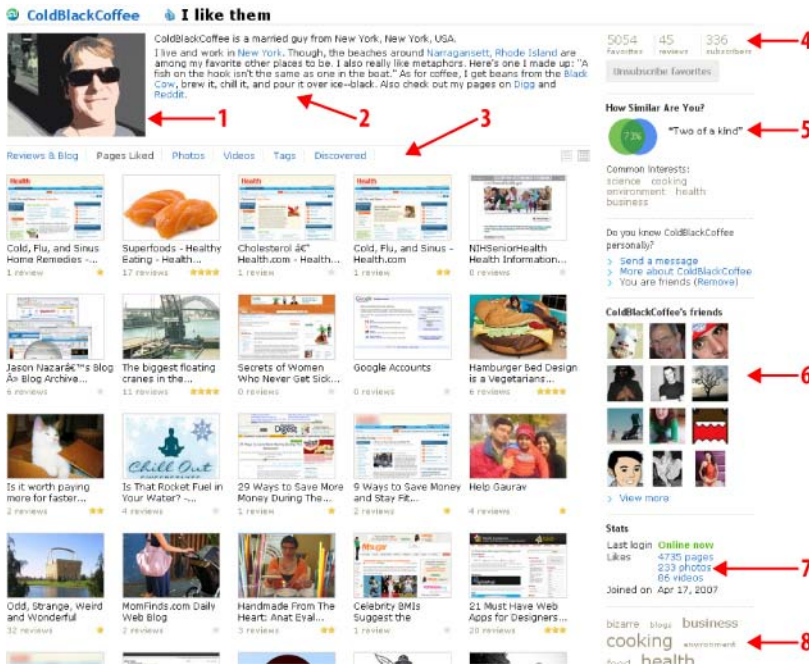 ColdBlackCoffee I like them
ColdBlackCoffee is a married guy from New York, New York, USA.
I live and work in New York. Though, the beaches around Narragansett, Rhode Island are
among my favorite other places to be. I also really like metaphors. Here's one I made up: "A
fish on the hook isn't the same as one in the boat." As for coffee, I get beans from the Black
Cow, brew it, chill it, and pour it over ice--black. Also check out my pages on Digg and
Reddit.
1
2
3
5054 45 336
favorites reviews subscribers
4
Unsubscribe favorites
How Similar Are You?
73% "Two of a kind"
5
Common Interests:
science cooking
environment health
business
Do you know ColdBlackCoffee
personally?
> Send a message
> More about ColdBlackCoffee
> You are friends (Remove)
ColdBlackCoffee's friends
6
> View more
Stats
Last login Online now
Likes 4735 pages
233 photos
86 videos
7
Joined on Apr 17, 2007
bizarre blogs business
cooking environment
food health
8
Reviews & Blog Pages Liked Photos Videos Tags Discovered
Health Health Health
Cold, Flu, and Sinus
Home Remedies -...
1 review
Superfoods - Healthy
Eating - Health...
17 reviews
Cholesterol â€“
Health.com - Health...
1 review
Cold, Flu, and Sinus -
Health.com
1 review
NIHSeniorHealth
Health Information...
0 reviews
Jason Nazarâ€™s Blog
Â» Blog Archive...
6 reviews
The biggest floating
cranes in the...
11 reviews
Secrets of Women
Who Never Get Sick...
0 reviews
Google Accounts
0 reviews
Hamburger Bed Design
is a Vegetarians...
6 reviews
Is it worth paying
more for faster...
2 reviews
Chill Out
Is That Rocket Fuel in
Your Water? -...
4 reviews
Digest
29 Ways to Save More
Money During The...
1 review
9 Ways to Save Money
and Stay Fit...
2 reviews
Help Gaurav
4 reviews
Odd, Strange, Weird
and Wonderful
32 reviews
MomFinds.com Daily
Web Blog
2 reviews
Handmade From The
Heart: Anat Eyal...
3 reviews
fitsugar
Celebrity BMIs
Suggest the
1 review
21 Must Have Web
Apps for Designers...
20 reviews